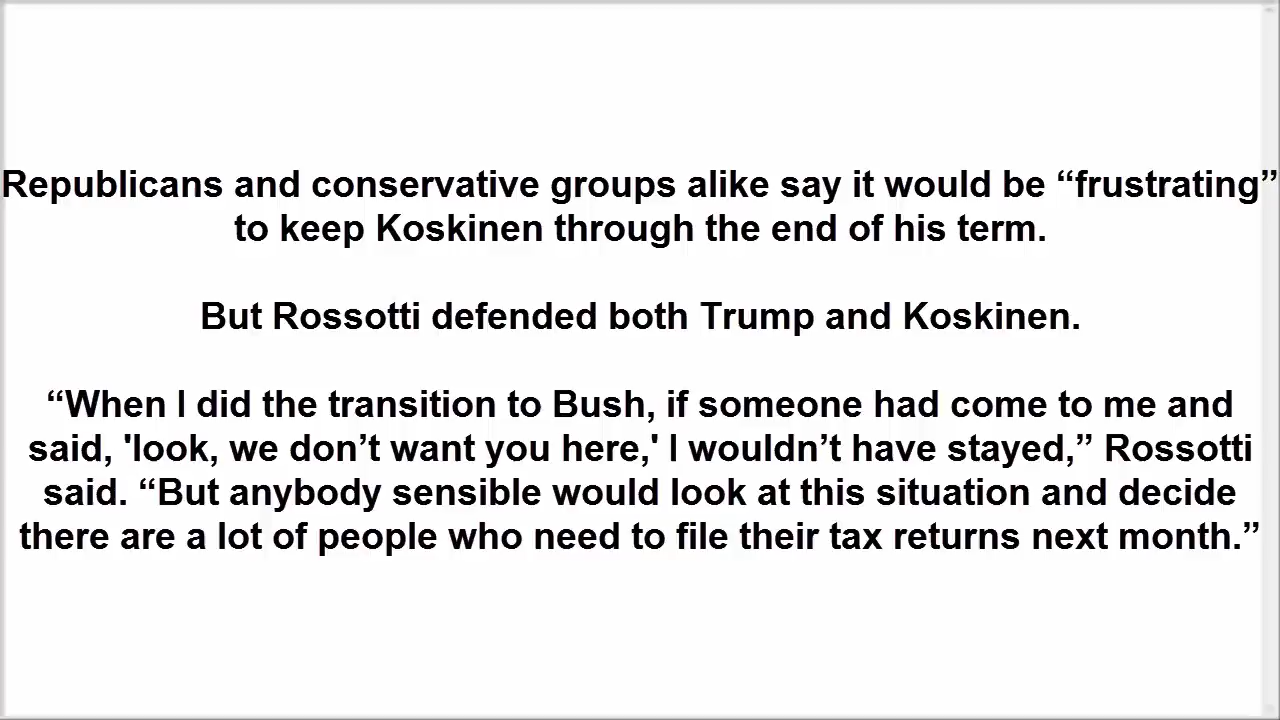 Republicans and conservative groups alike say it would be “frustrating”
to keep Koskinen through the end of his term.
But Rossotti defended both Trump and Koskinen.
“When I did the transition to Bush, if someone had come to me and
said, 'look, we don’t want you here,' I wouldn’t have stayed,” Rossotti
said. “But anybody sensible would look at this situation and decide
there are a lot of people who need to file their tax returns next month.”